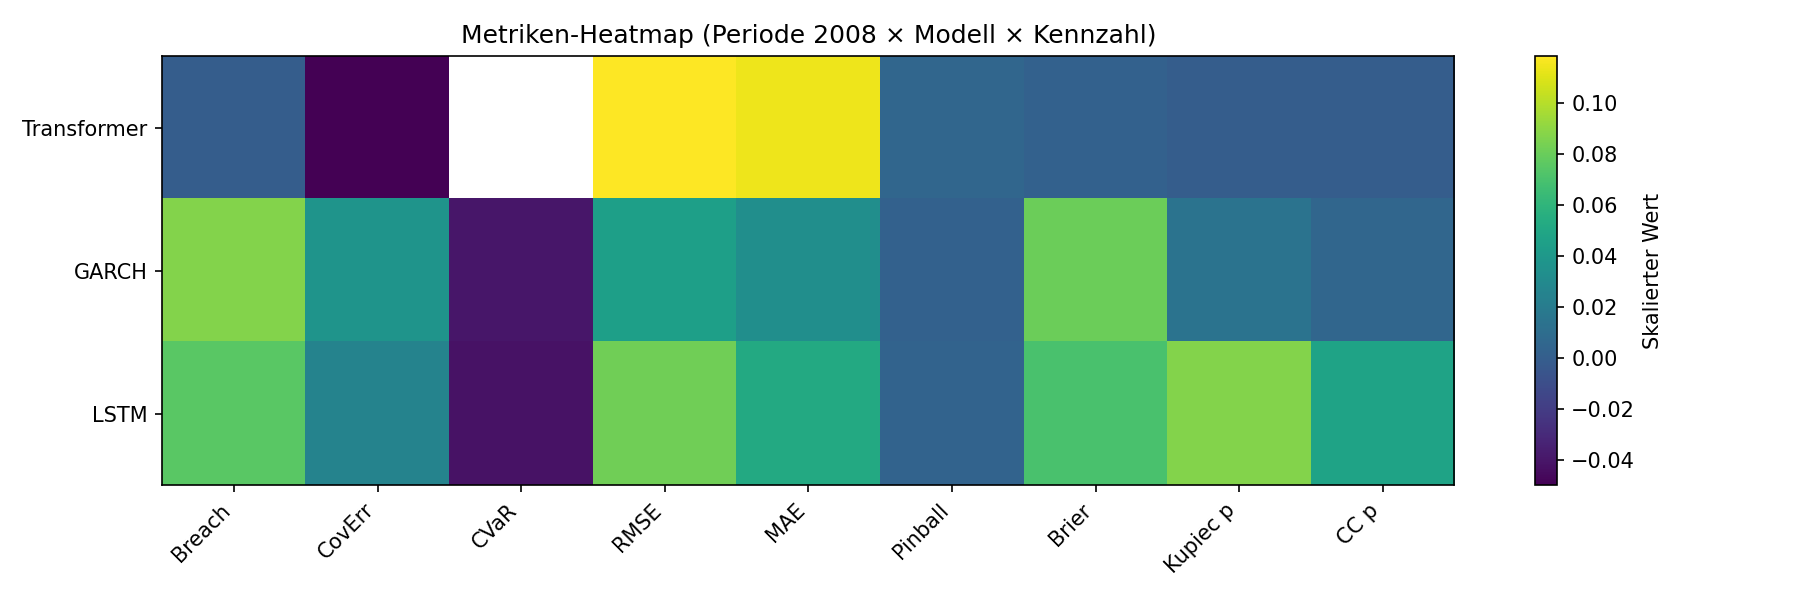 Metriken-Heatmap (Periode 2008 × Modell × Kennzahl)
Transformer
GARCH
LSTM
Breach
CovErr
CVaR
RMSE
MAE
Pinball
Brier
Kupiec p
CC p
0.10
0.08
0.06
0.04
0.02
0.00
−0.02
−0.04
Skalierter Wert